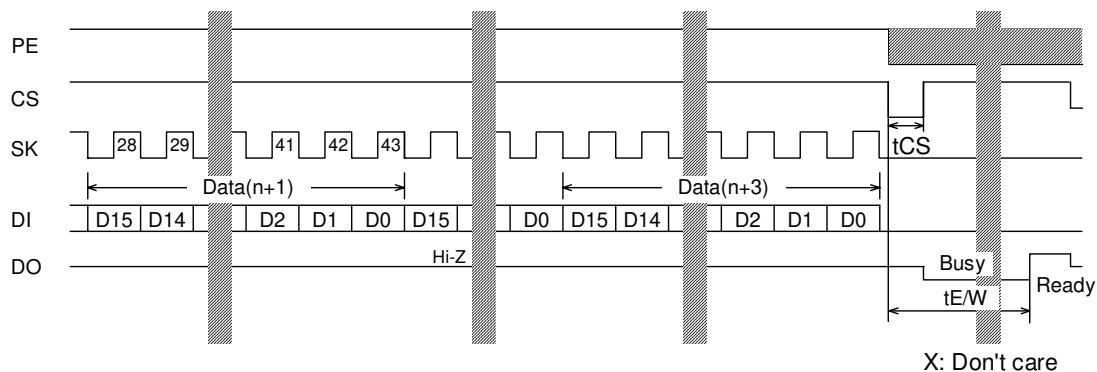 PE
CS
SK 28 29 41 42 43
tCS
Data(n+1) Data(n+3)
DI D15 D14 D2 D1 D0 D15 D0 D15 D14 D2 D1 D0
Hi-Z
DO Busy
Ready
tE/W
X: Don't care